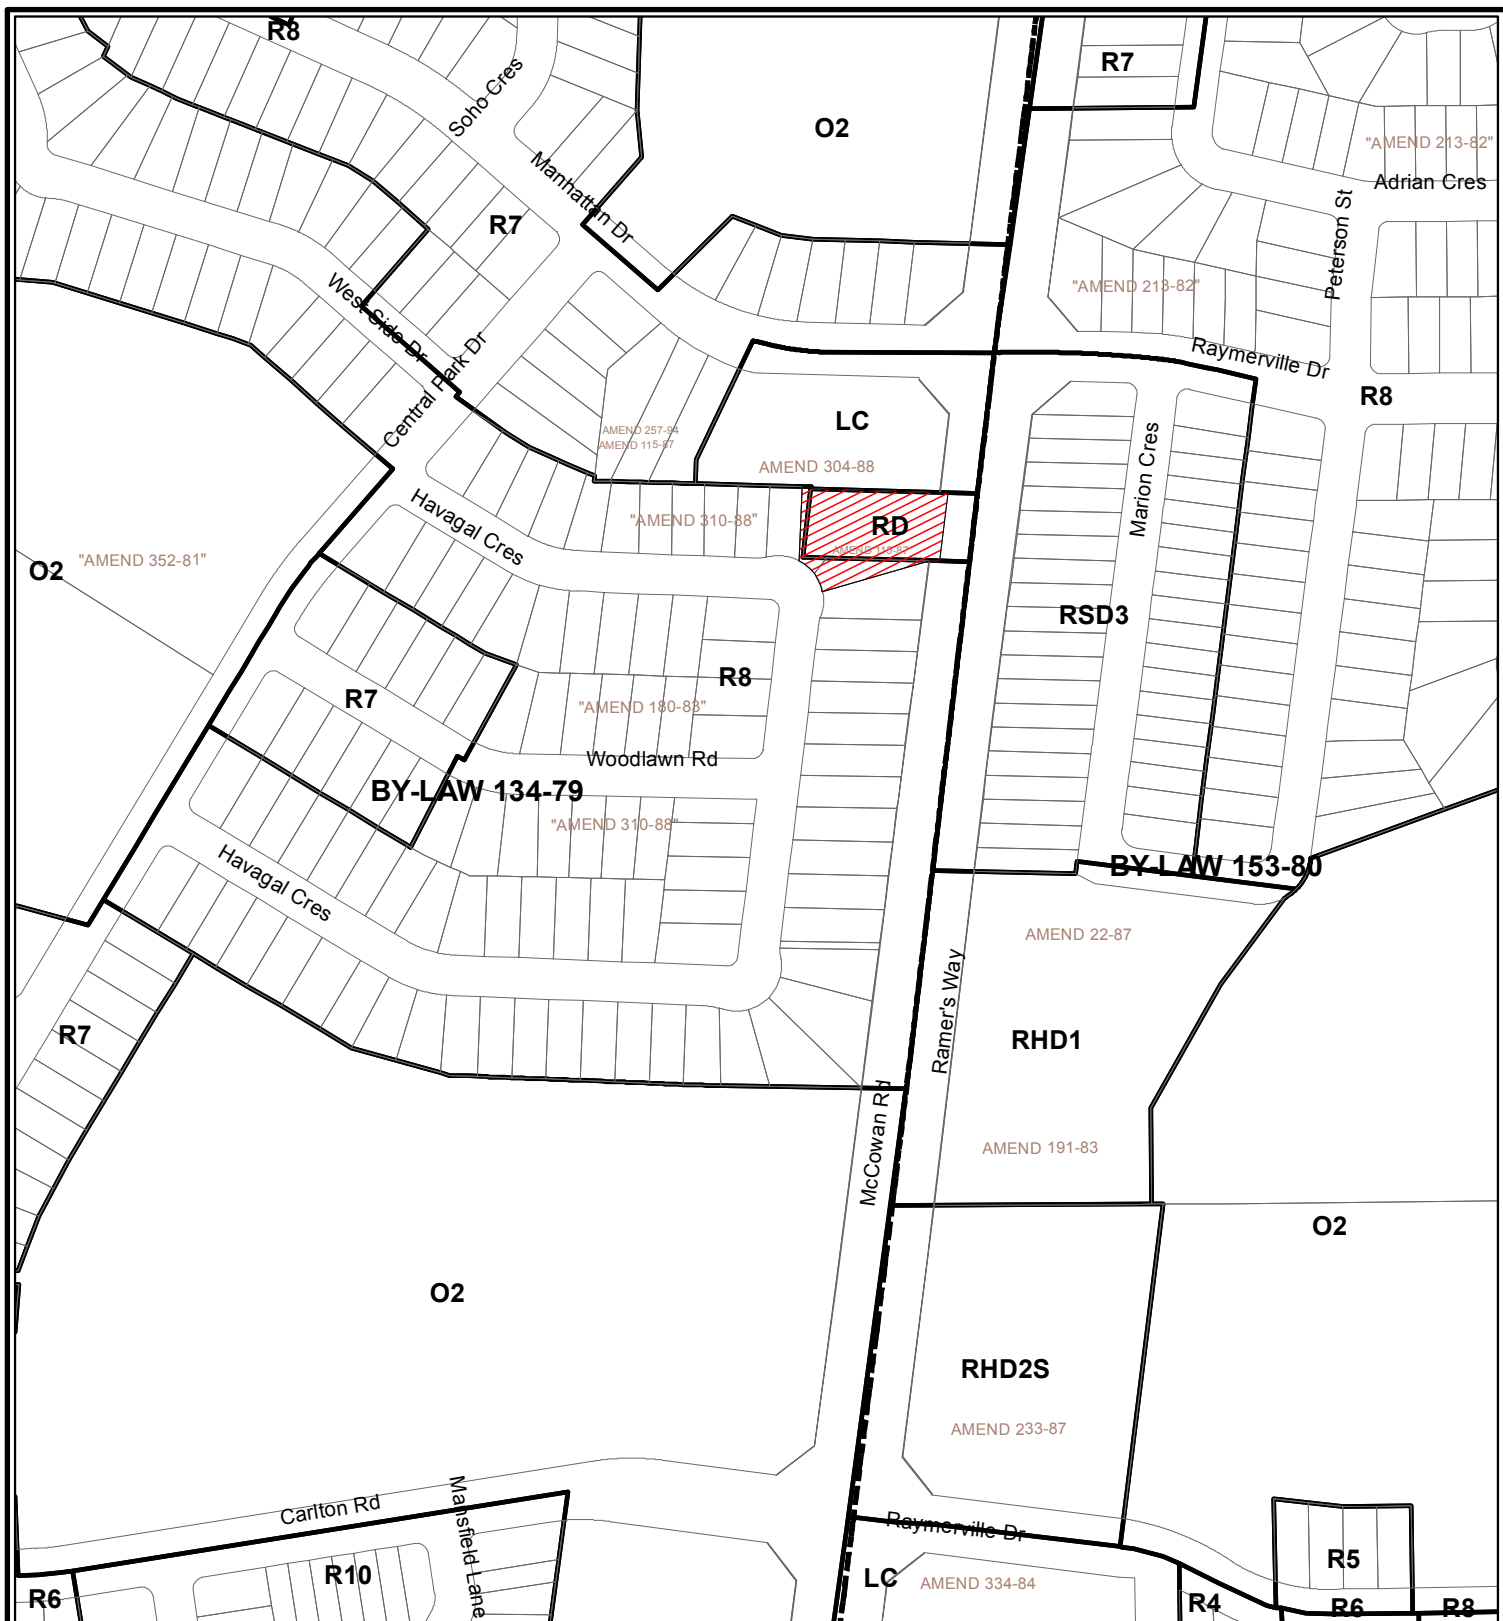 R8
Soho Cres
R7
O2
"AMEND 213-82"
Adrian Cres
Manhattan Dr
R7
Peterson St
"AMEND 213-82"
West Side Dr
Central Park Dr
Raymerville Dr
R8
LC
AMEND 257-94
AMEND 115-87
AMEND 304-88
Marion Cres
Havagal Cres
"AMEND 310-88"
RD
AMEND 115-87
O2
"AMEND 352-81"
RSD3
R8
R7
"AMEND 180-83"
Woodlawn Rd
BY-LAW 134-79
"AMEND 310-88"
BY-LAW 153-80
Havagal Cres
AMEND 22-87
Ramer's Way
R7
RHD1
McCowan Rd
AMEND 191-83
O2
O2
RHD2S
AMEND 233-87
Carlton Rd
Mansfield Lane
Raymerville Dr
R10
LC
AMEND 334-84
R5
R6
R4
R6
R8